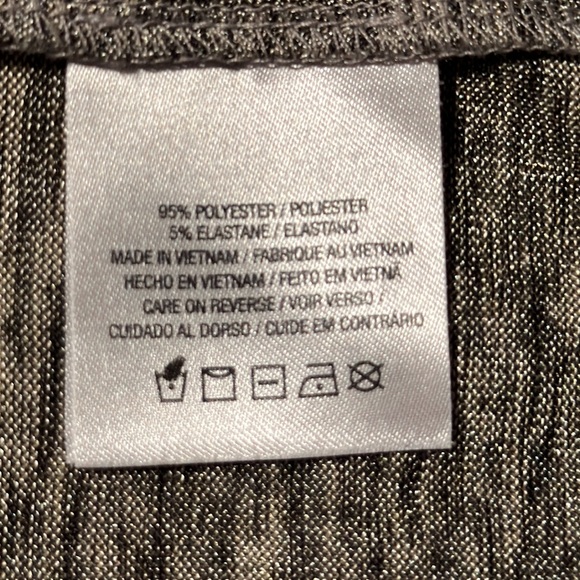 95% POLYESTER / POLIESTER
5% ELASTANE / ELASTANO
MADE IN VIETNAM / FABRIQUE AU VIETNAM
HECHO EN VIETNAM / FEITO EM VIETNÃ
CARE ON REVERSE / VOIR VERSO /
CUIDADO AL DORSO / CUIDE EM CONTRÁRIO